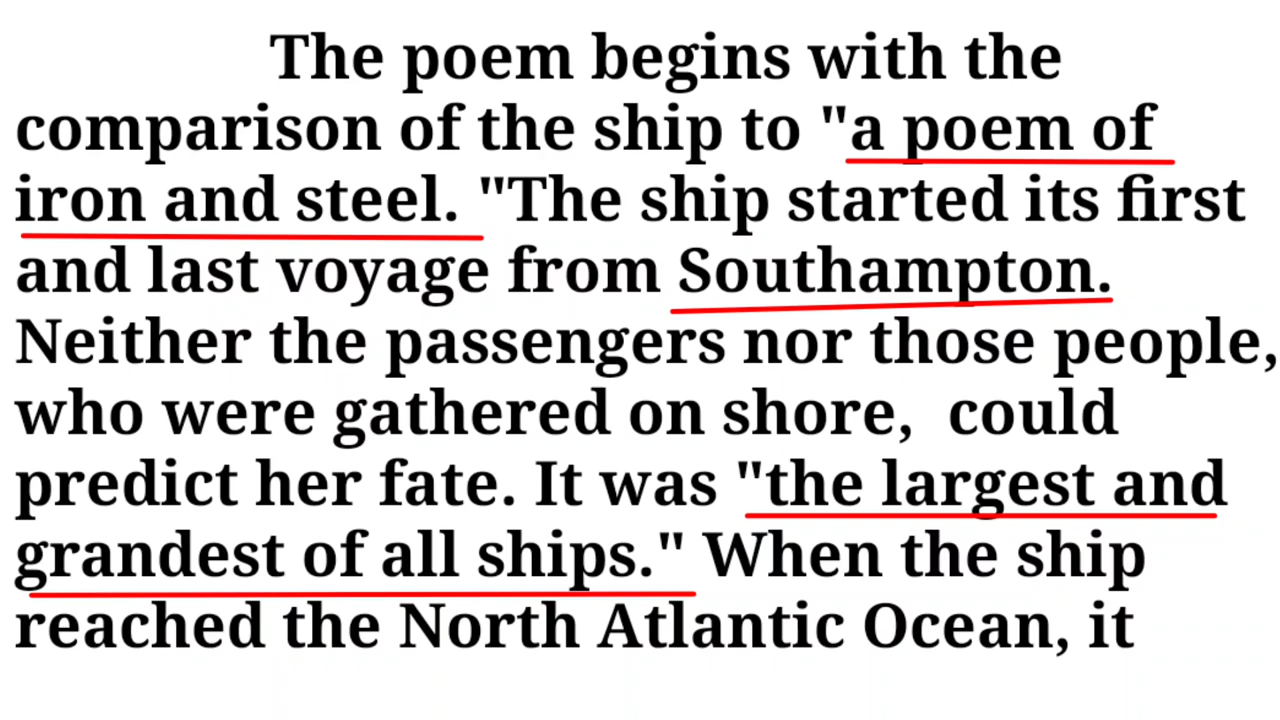 The poem begins with the
comparison of the ship to "a poem of
iron and steel. "The ship started its first
and last voyage from Southampton.
Neither the passengers nor those people,
who were gathered on shore,  could
predict her fate. It was "the largest and
grandest of all ships." When the ship
reached the North Atlantic Ocean, it